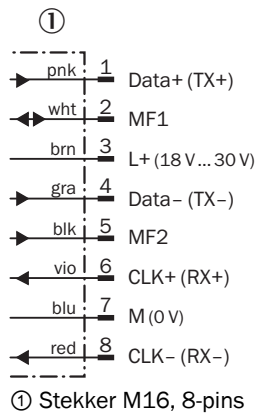 ①
pnk 1 Data+ (TX+)
wht 2 MF1
brn 3 L+ (18 V... 30 V)
gra 4 Data– (TX–)
blk 5 MF2
vio 6 CLK+ (RX+)
blu 7 M (0 V)
red 8 CLK– (RX–)
① Stekker M16, 8-pins